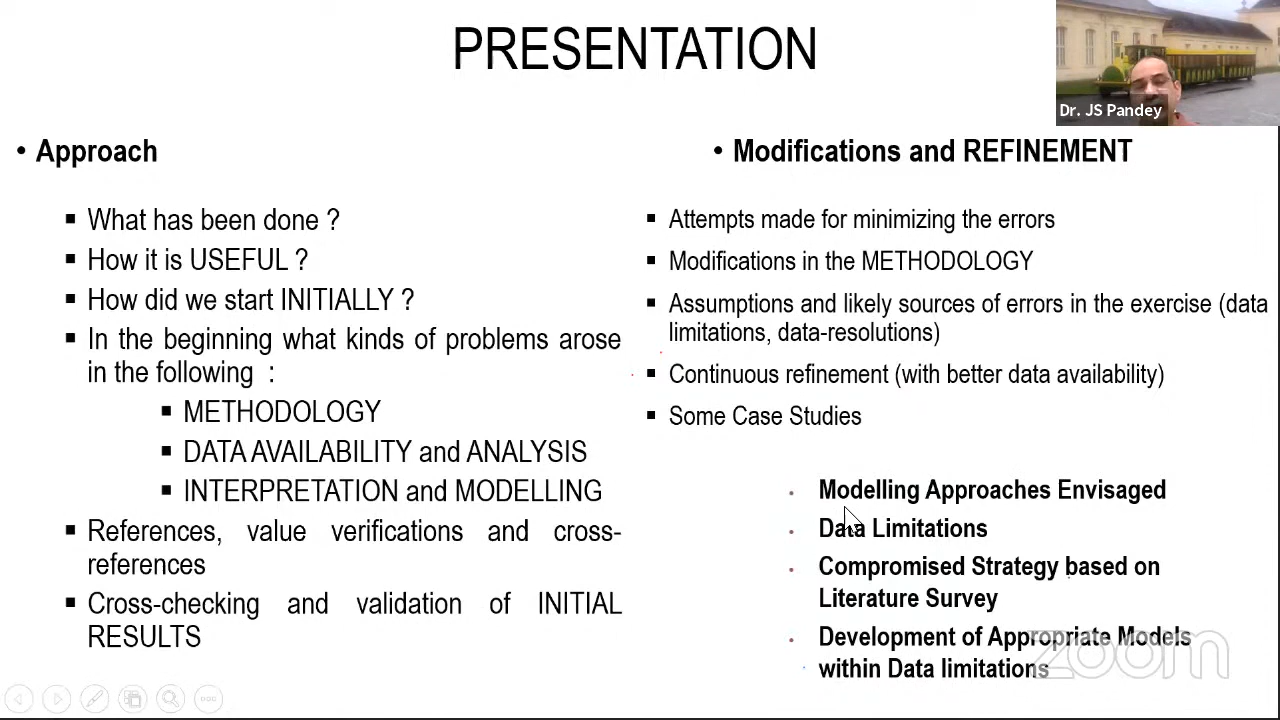 PRESENTATION
Dr. JS Pandey
• Approach
▪ What has been done ?
▪ How it is USEFUL ?
▪ How did we start INITIALLY ?
▪ In the beginning what kinds of problems arose
in the following :
▪ METHODOLOGY
▪ DATA AVAILABILITY and ANALYSIS
▪ INTERPRETATION and MODELLING
▪ References, value verifications and cross-
references
▪ Cross-checking and validation of INITIAL
RESULTS
• Modifications and REFINEMENT
▪ Attempts made for minimizing the errors
▪ Modifications in the METHODOLOGY
▪ Assumptions and likely sources of errors in the exercise (data
limitations, data-resolutions)
▪ Continuous refinement (with better data availability)
▪ Some Case Studies
• Modelling Approaches Envisaged
• Data Limitations
• Compromised Strategy based on
Literature Survey
• Development of Appropriate Models
within Data limitations
zoom